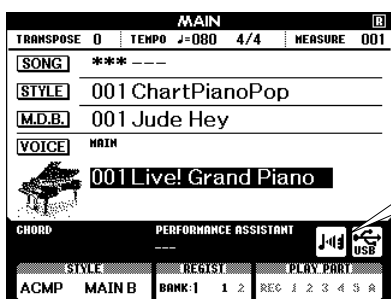 MAIN R
TRANSPOSE 0 TEMPO ♩=080 4/4 MEASURE 001
SONG *** ---
STYLE 001 ChartPianoPop
M.D.B. 001 Jude Hey
VOICE MAIN
001 Live! Grand Piano
CHORD PERFORMANCE ASSISTANT
---
USB
STYLE REGIST PLAY PART
ACMP MAIN B BANK:1 1 2 REC 1 2 3 4 5 A